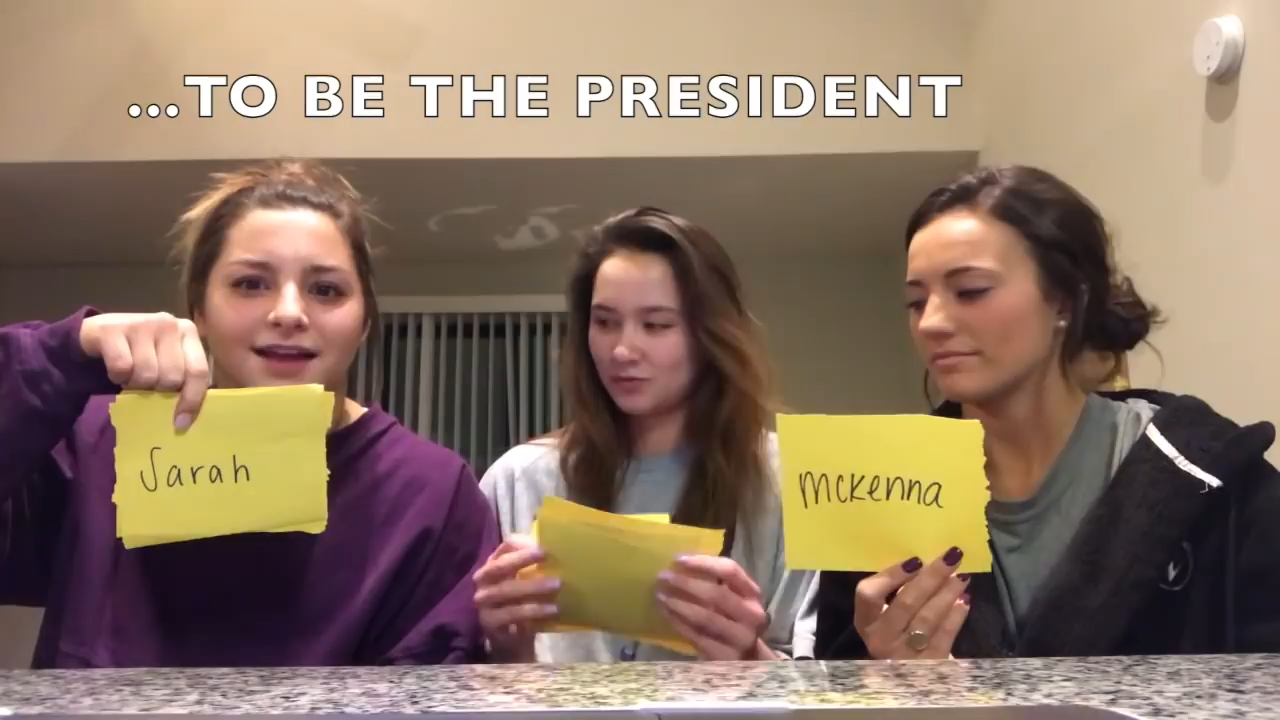 ...TO BE THE PRESIDENT
Sarah
mckenna